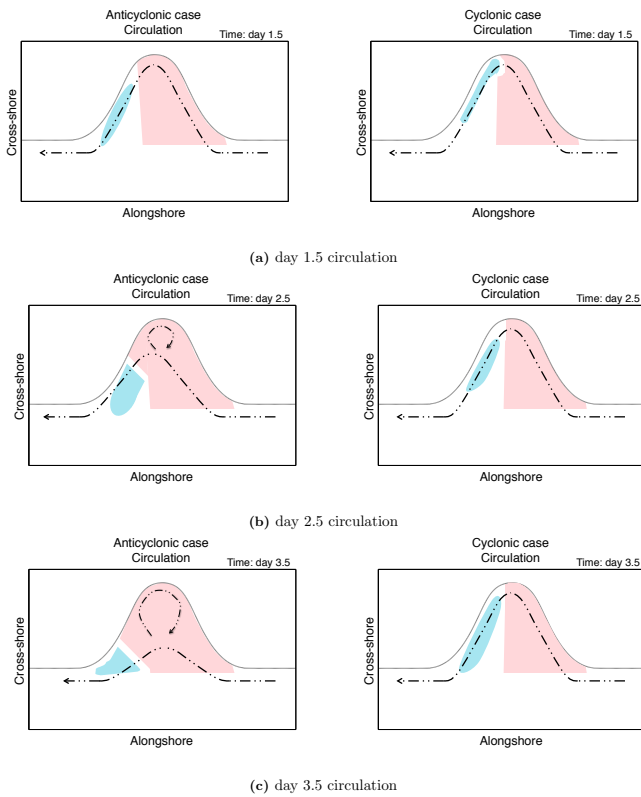 Anticyclonic case
Circulation
Time: day 1.5
Cross-shore
Alongshore
Cyclonic case
Circulation
Time: day 1.5
Cross-shore
Alongshore
(a) day 1.5 circulation
Anticyclonic case
Circulation
Time: day 2.5
Cross-shore
Alongshore
Cyclonic case
Circulation
Time: day 2.5
Cross-shore
Alongshore
(b) day 2.5 circulation
Anticyclonic case
Circulation
Time: day 3.5
Cross-shore
Alongshore
Cyclonic case
Circulation
Time: day 3.5
Cross-shore
Alongshore
(c) day 3.5 circulation